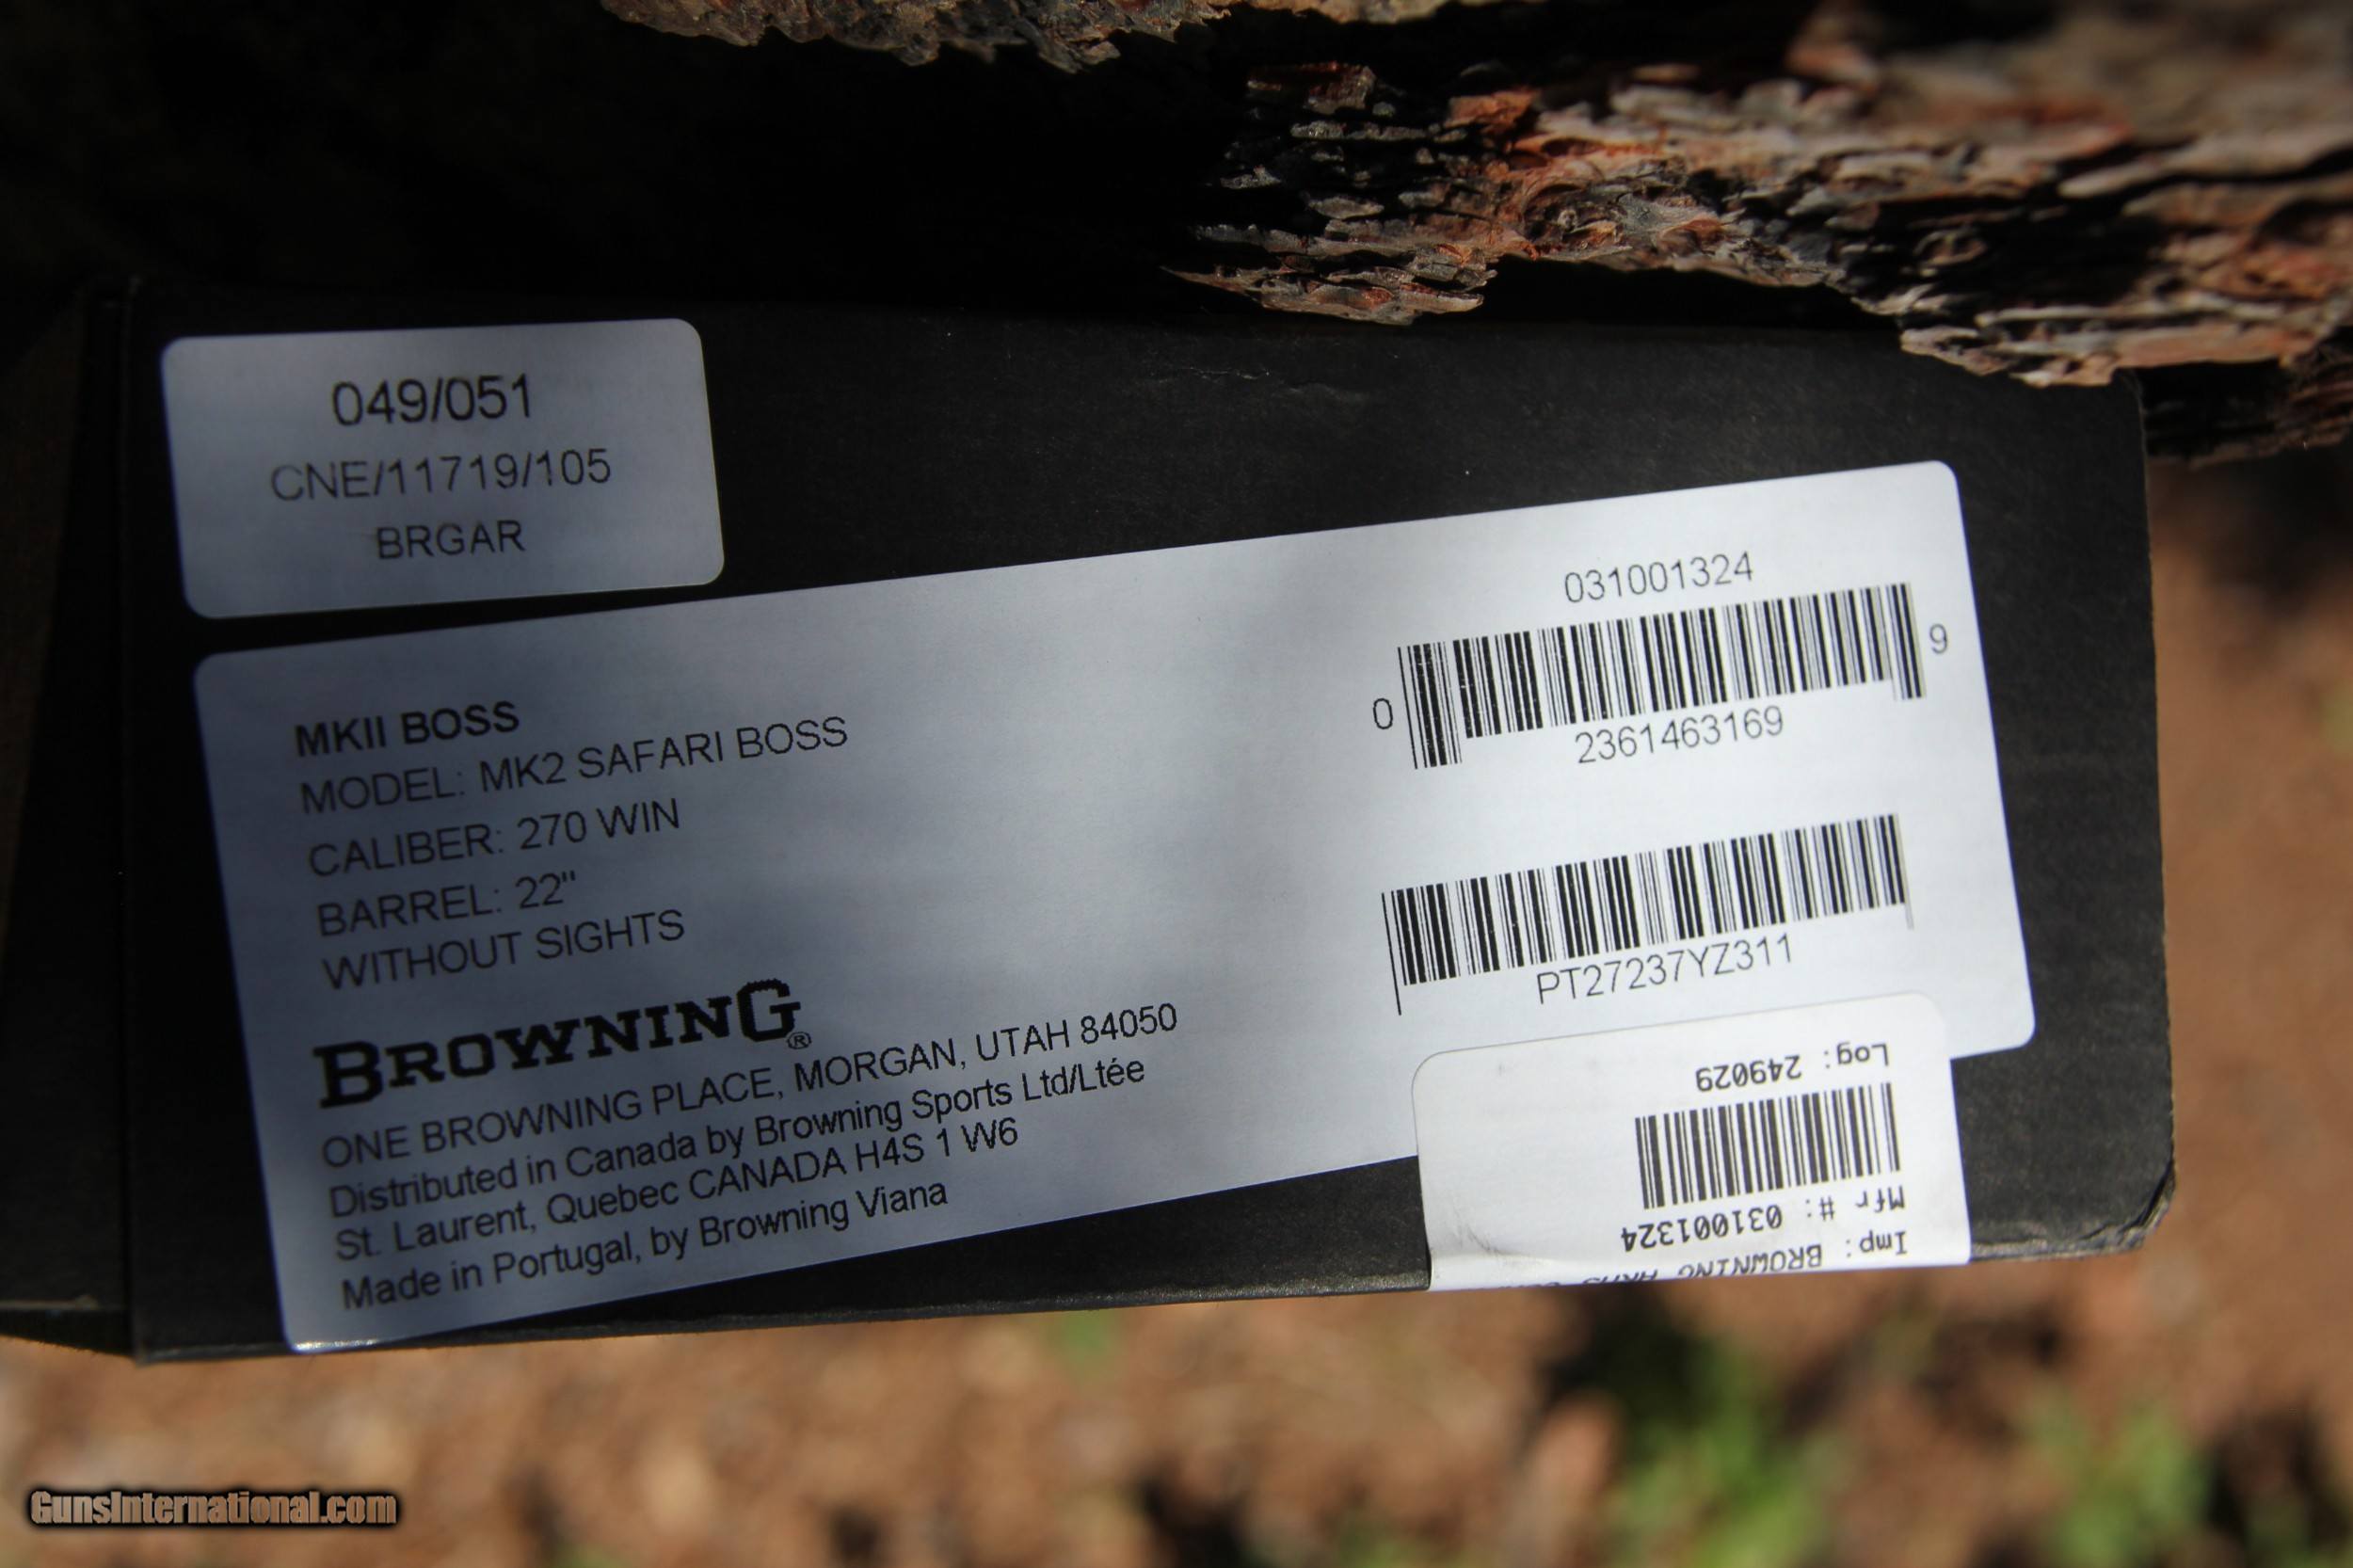 049/051
CNE/11719/105
BRGAR
MKII BOSS
MODEL: MK2 SAFARI BOSS
CALIBER: 270 WIN
BARREL: 22"
WITHOUT SIGHTS
BROWNING®
ONE BROWNING PLACE, MORGAN, UTAH 84050
Distributed in Canada by Browning Sports Ltd/Ltée
St. Laurent, Quebec CANADA H4S 1 W6
Made in Portugal, by Browning Viana
031001324
0 2361463169 9
PT27237YZ311
Imp: BROWNING ARMS
Mfr #: 031001324
Log: 249029
GunsInternational.com